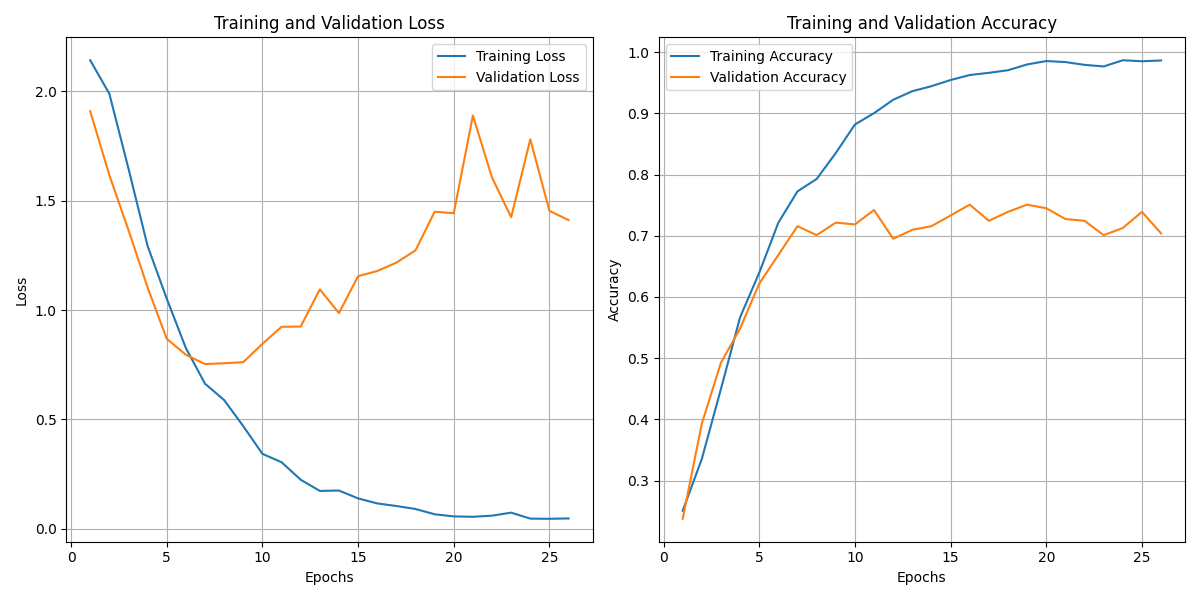 Training and Validation Loss
Training Loss
Validation Loss
2.0
1.5
1.0
0.5
0.0
Loss
0 5 10 15 20 25
Epochs
Training and Validation Accuracy
Training Accuracy
Validation Accuracy
1.0
0.9
0.8
0.7
0.6
0.5
0.4
0.3
Accuracy
0 5 10 15 20 25
Epochs